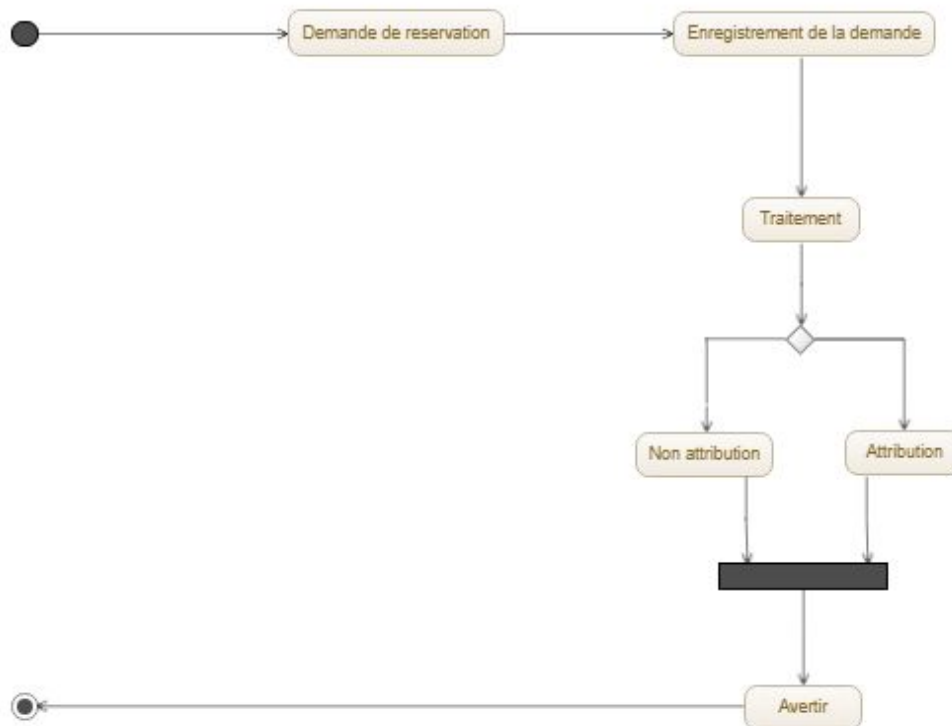 Demande de reservation
Enregistrement de la demande
Traitement
Non attribution
Attribution
Avertir